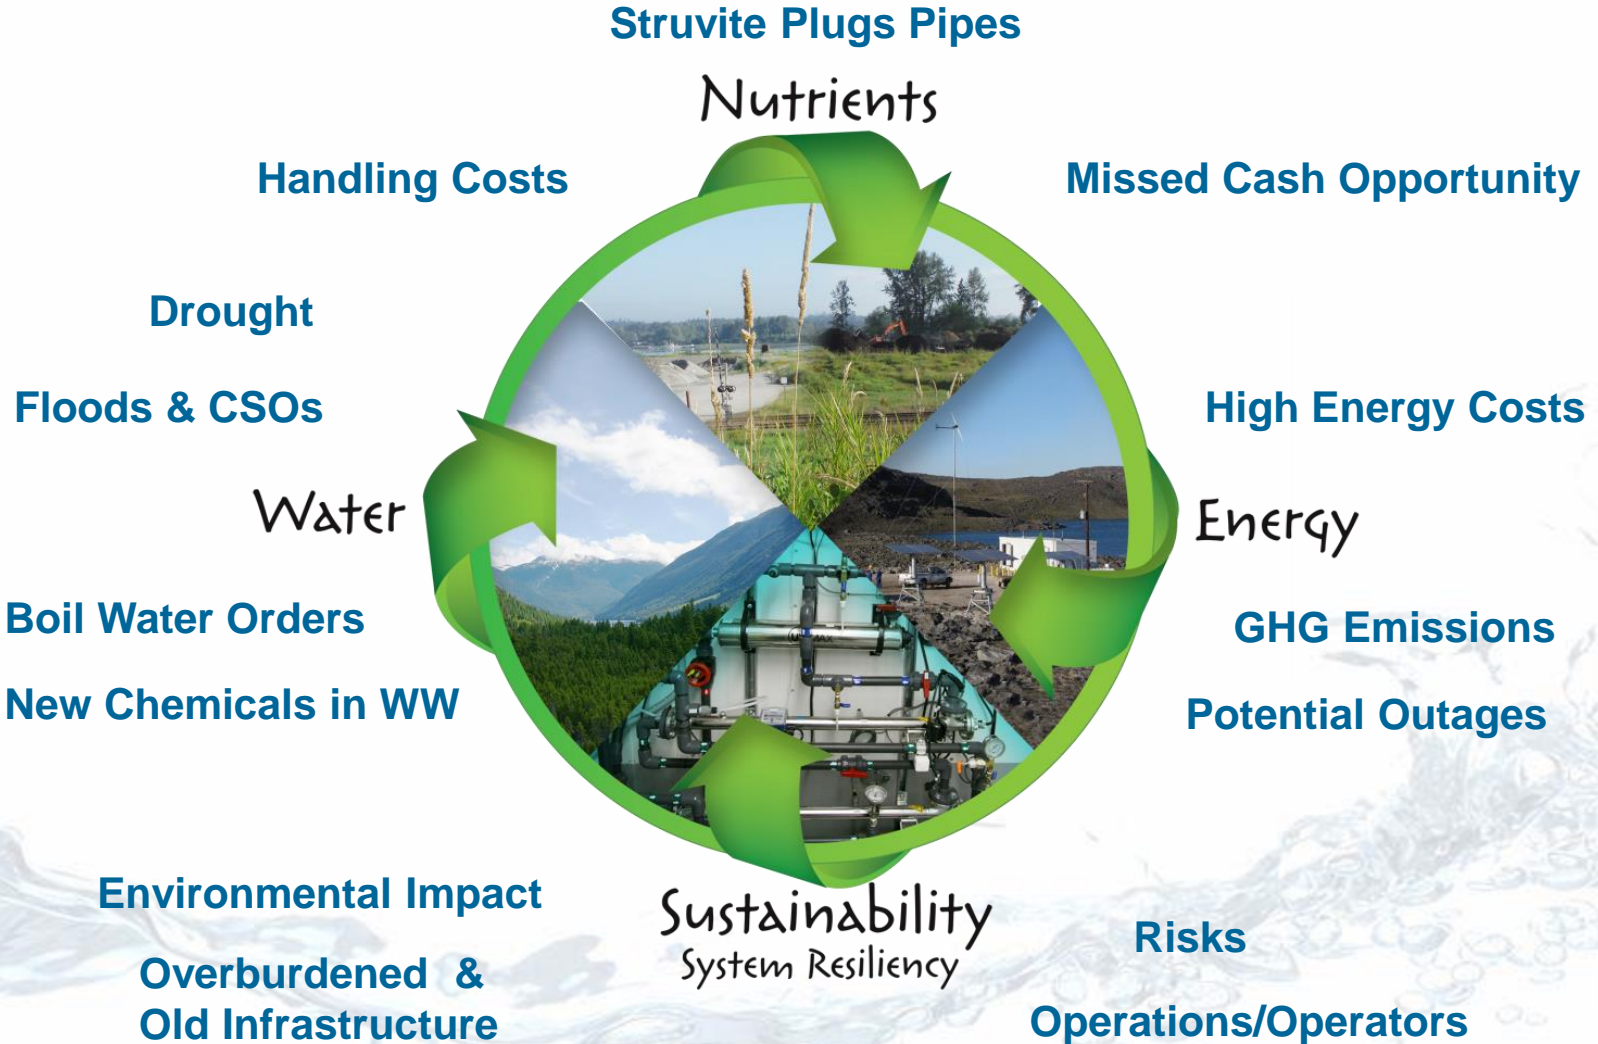 Struvite Plugs Pipes
Nutrients
Handling Costs
Missed Cash Opportunity
Drought
Floods & CSOs
High Energy Costs
Water
Energy
Boil Water Orders
GHG Emissions
New Chemicals in WW
Potential Outages
Environmental Impact
Sustainability
System Resiliency
Risks
Overburdened &
Old Infrastructure
Operations/Operators